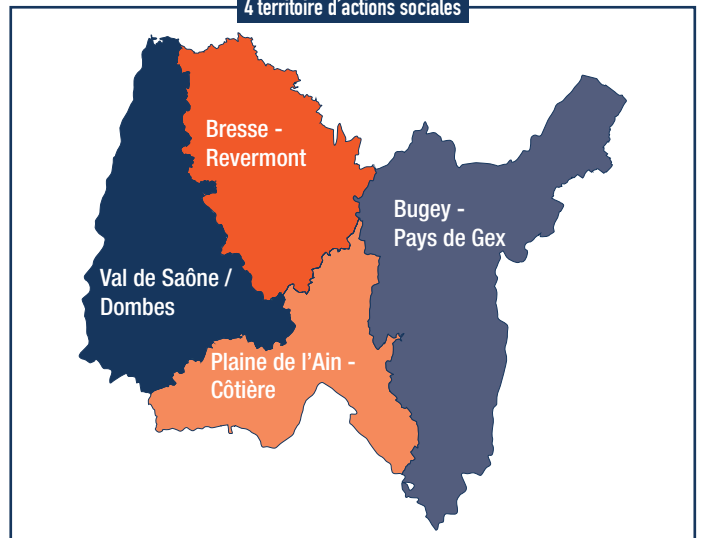 4 territoire d'actions sociales
Bresse -
Revermont
Bugey -
Pays de Gex
Val de Saône /
Dombes
Plaine de l'Ain -
Côtière